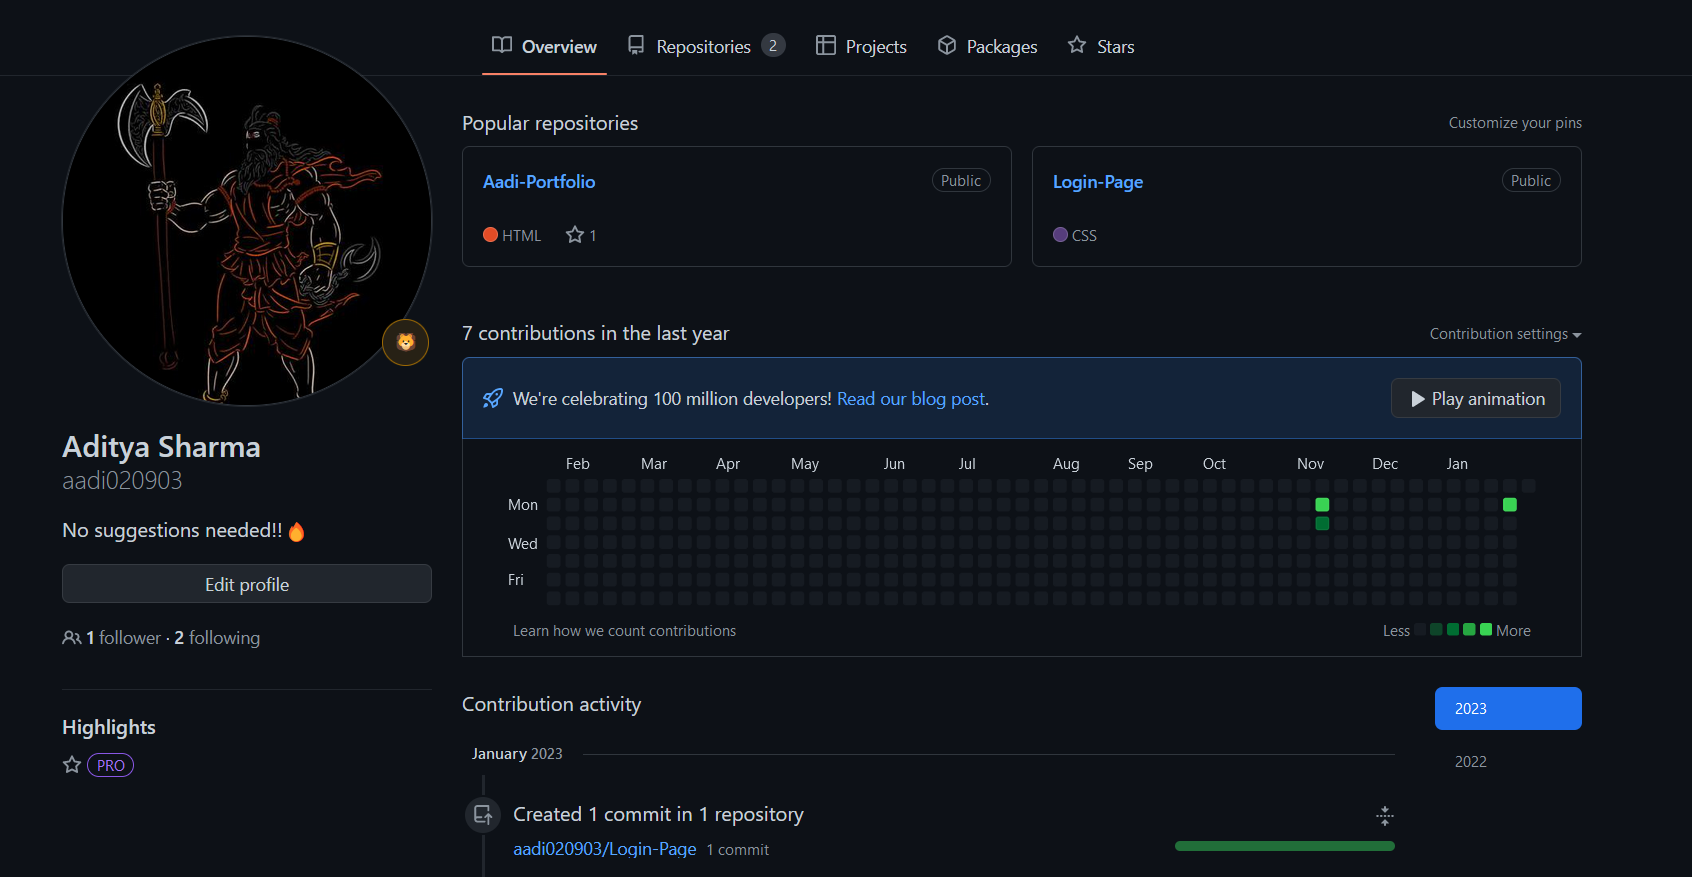 Overview Repositories 2 Projects Packages Stars
Aditya Sharma
aadi020903
No suggestions needed!!
Edit profile
1 follower · 2 following
Highlights
PRO
Popular repositories
Customize your pins
Aadi-Portfolio Public
HTML 1
Login-Page Public
CSS
7 contributions in the last year
Contribution settings
We're celebrating 100 million developers! Read our blog post.
Play animation
Feb Mar Apr May Jun Jul Aug Sep Oct Nov Dec Jan
Mon
Wed
Fri
Learn how we count contributions
Less More
Contribution activity
2023
2022
January 2023
Created 1 commit in 1 repository
aadi020903/Login-Page 1 commit